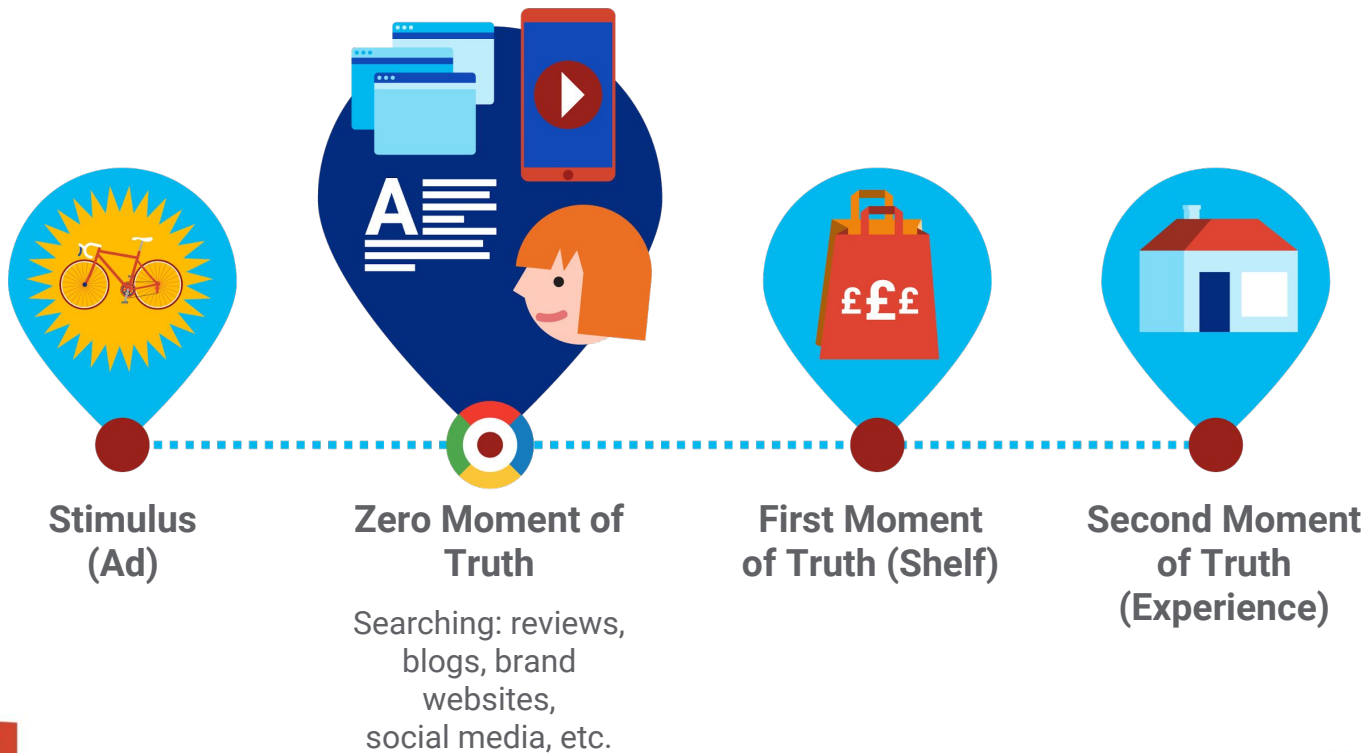 A
£££
Stimulus
(Ad)
Zero Moment of
Truth
Searching: reviews,
blogs, brand
websites,
social media, etc.
First Moment
of Truth (Shelf)
Second Moment
of Truth
(Experience)